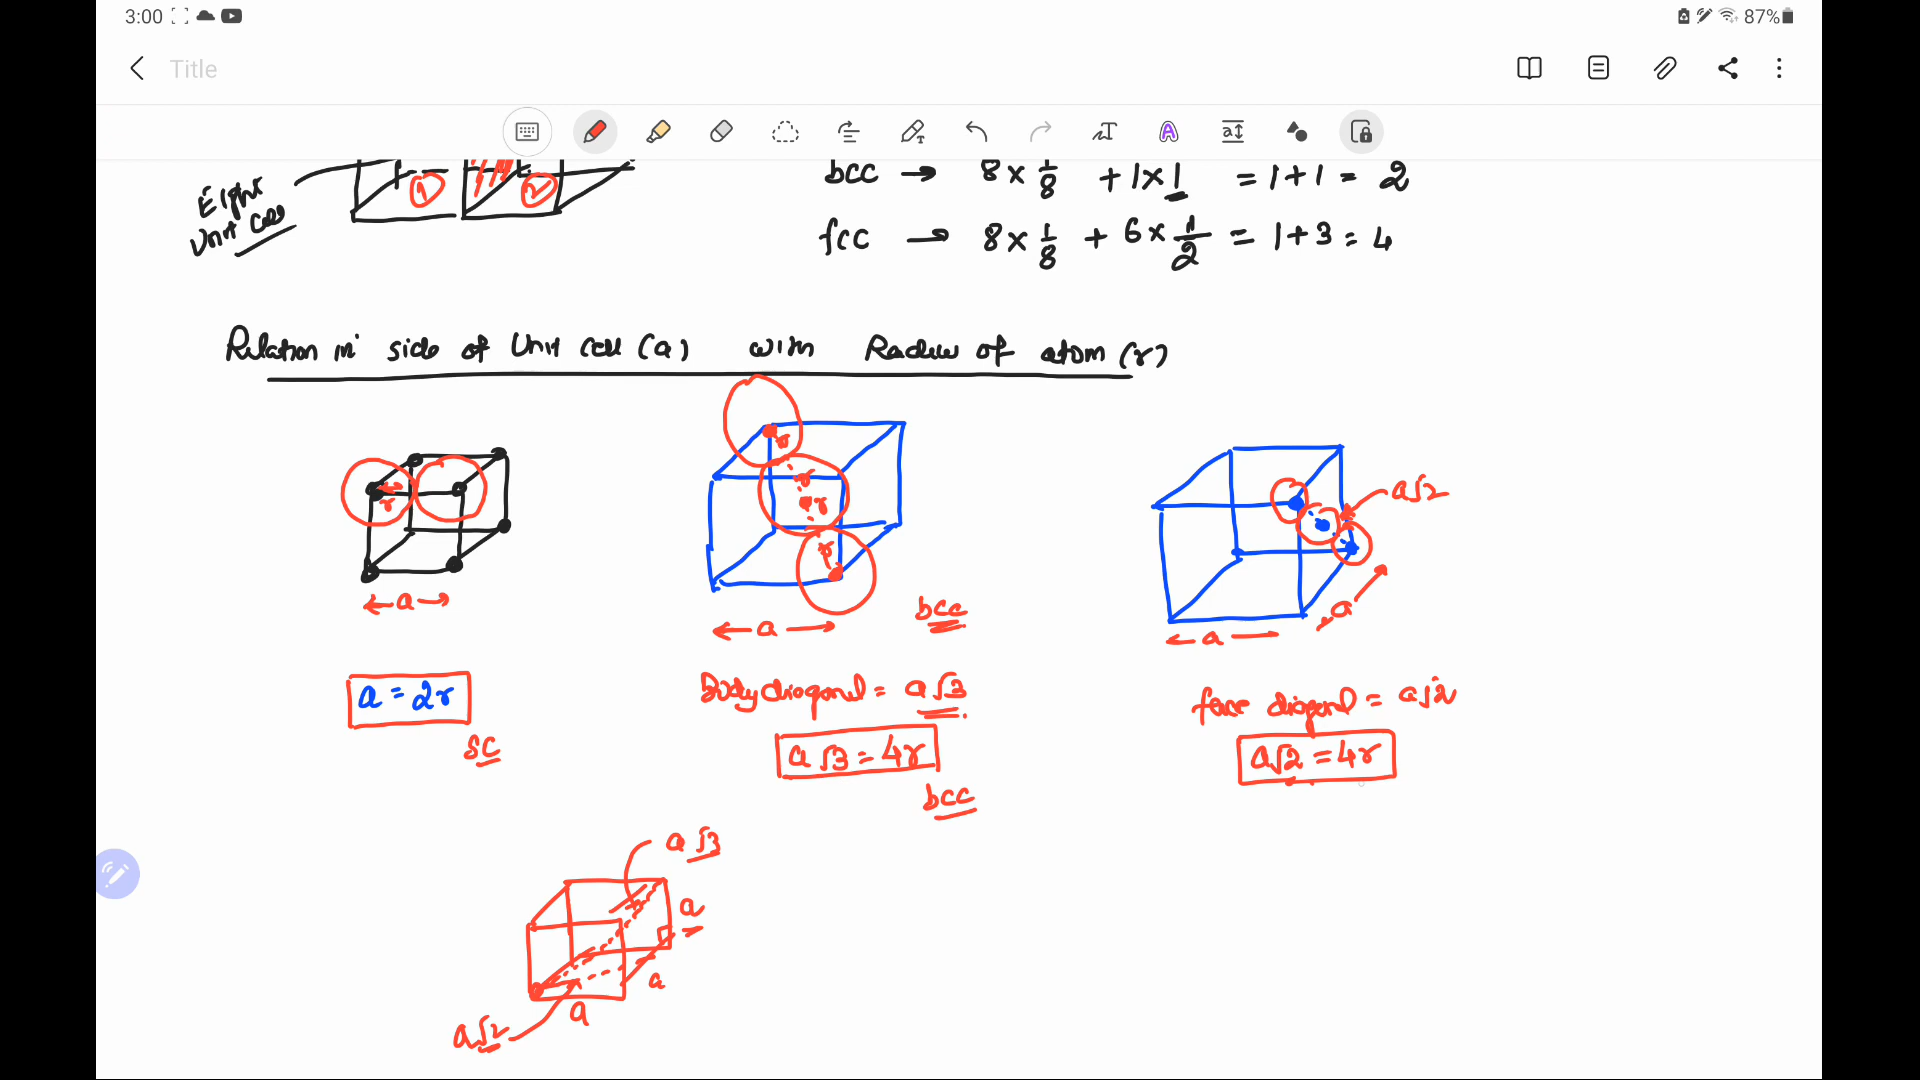 3:00
87%
Title
Eight
Unit Cell
1
2
bcc → 8 × 1/8 + 1 × 1 = 1 + 1 = 2
fcc → 8 × 1/8 + 6 × 1/2 = 1 + 3 = 4
Relation in side of Unit cell (a) with Radius of atom (r)
r
a
a = 2r
SC
r
r
r
r
a
bcc
Body diagonal = a√3
a√3 = 4r
bcc
a√2
a
a
face diagonal = a√2
a√2 = 4r
a√3
a
a
a
a√2